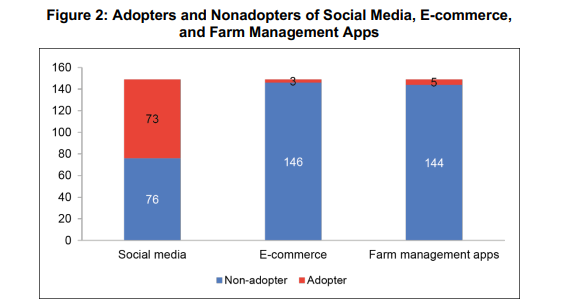 Figure 2: Adopters and Nonadopters of Social Media, E-commerce,
and Farm Management Apps
160
140
120
100
80
60
40
20
0
73
76
3
146
5
144
Social media
E-commerce
Farm management apps
Non-adopter
Adopter